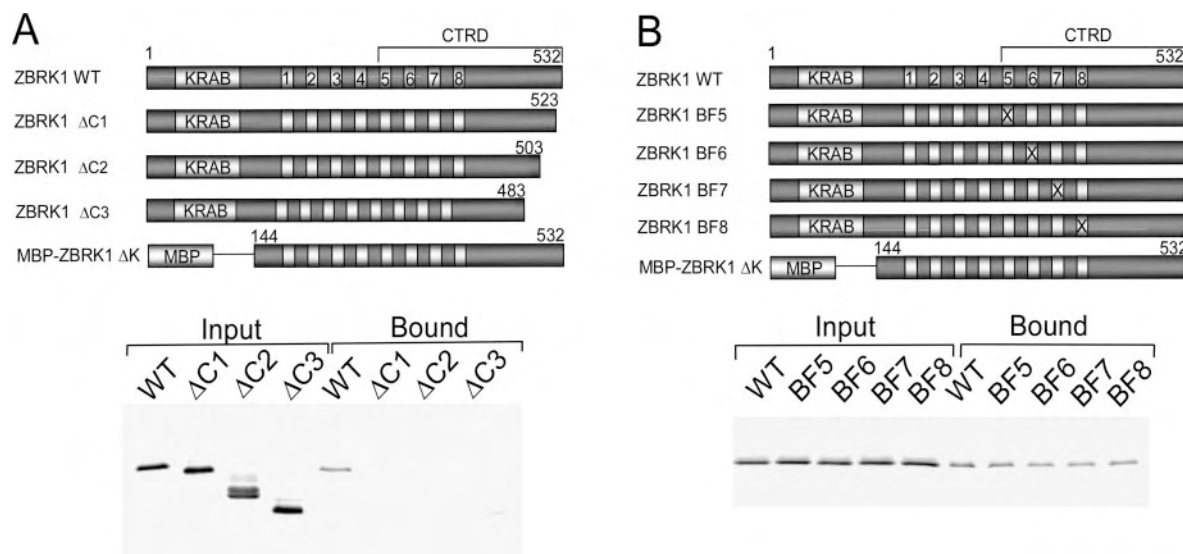 A
1
CTRD
532
ZBRK1 WT
KRAB
1 2 3 4 5 6 7 8
523
ZBRK1 ΔC1
KRAB
503
ZBRK1 ΔC2
KRAB
483
ZBRK1 ΔC3
KRAB
144
532
MBP-ZBRK1 ΔK
MBP
Input
Bound
WT ΔC1 ΔC2 ΔC3 WT ΔC1 ΔC2 ΔC3
B
1
CTRD
532
ZBRK1 WT
KRAB
1 2 3 4 5 6 7 8
ZBRK1 BF5
KRAB
X
ZBRK1 BF6
KRAB
X
ZBRK1 BF7
KRAB
X
ZBRK1 BF8
KRAB
X
144
532
MBP-ZBRK1 ΔK
MBP
Input
Bound
WT BF5 BF6 BF7 BF8 WT BF5 BF6 BF7 BF8